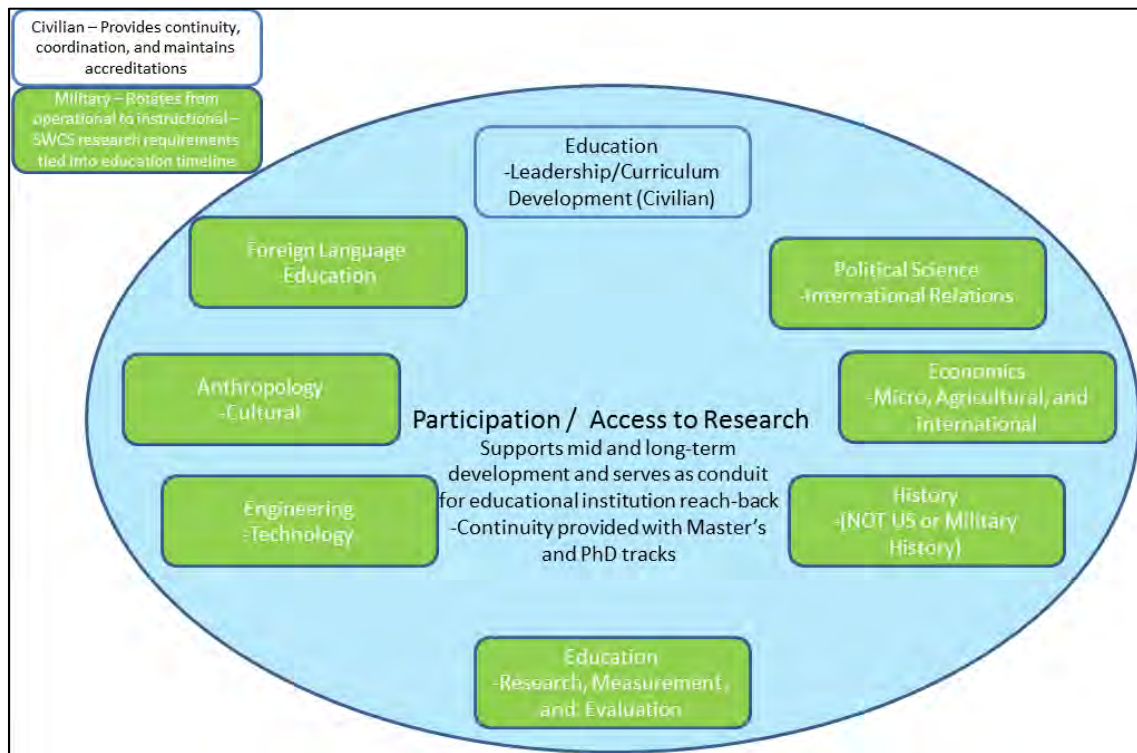 Civilian – Provides continuity,
coordination, and maintains
accreditations
Military – Rotates from
operational to instructional –
SWCS research requirements
tied into education timeline
Education
-Leadership/Curriculum
Development (Civilian)
Foreign Language
-Education
Political Science
-International Relations
Anthropology
-Cultural
Economics
-Micro, Agricultural, and
international
Participation / Access to Research
Supports mid and long-term
development and serves as conduit
for educational institution reach-back
-Continuity provided with Master's
and PhD tracks
Engineering
-Technology
History
-(NOT US or Military
History)
Education
-Research, Measurement,
and Evaluation